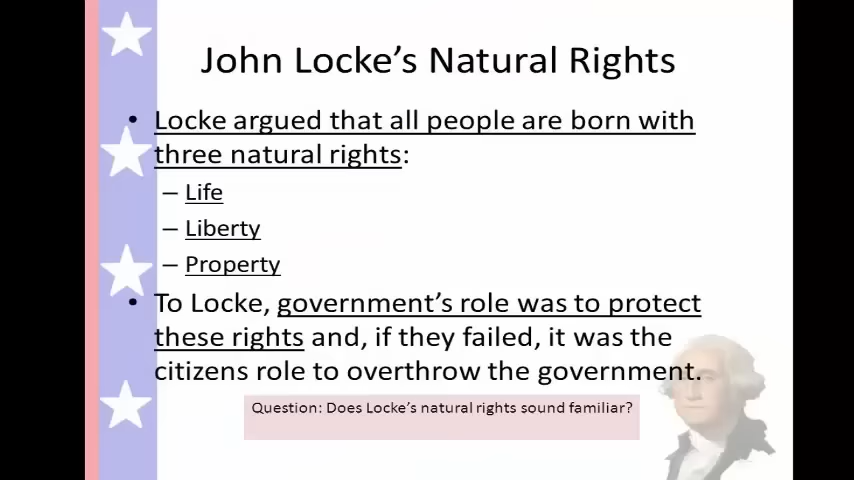 John Locke’s Natural Rights
• Locke argued that all people are born with
three natural rights:
– Life
– Liberty
– Property
• To Locke, government’s role was to protect
these rights and, if they failed, it was the
citizens role to overthrow the government.
Question: Does Locke’s natural rights sound familiar?